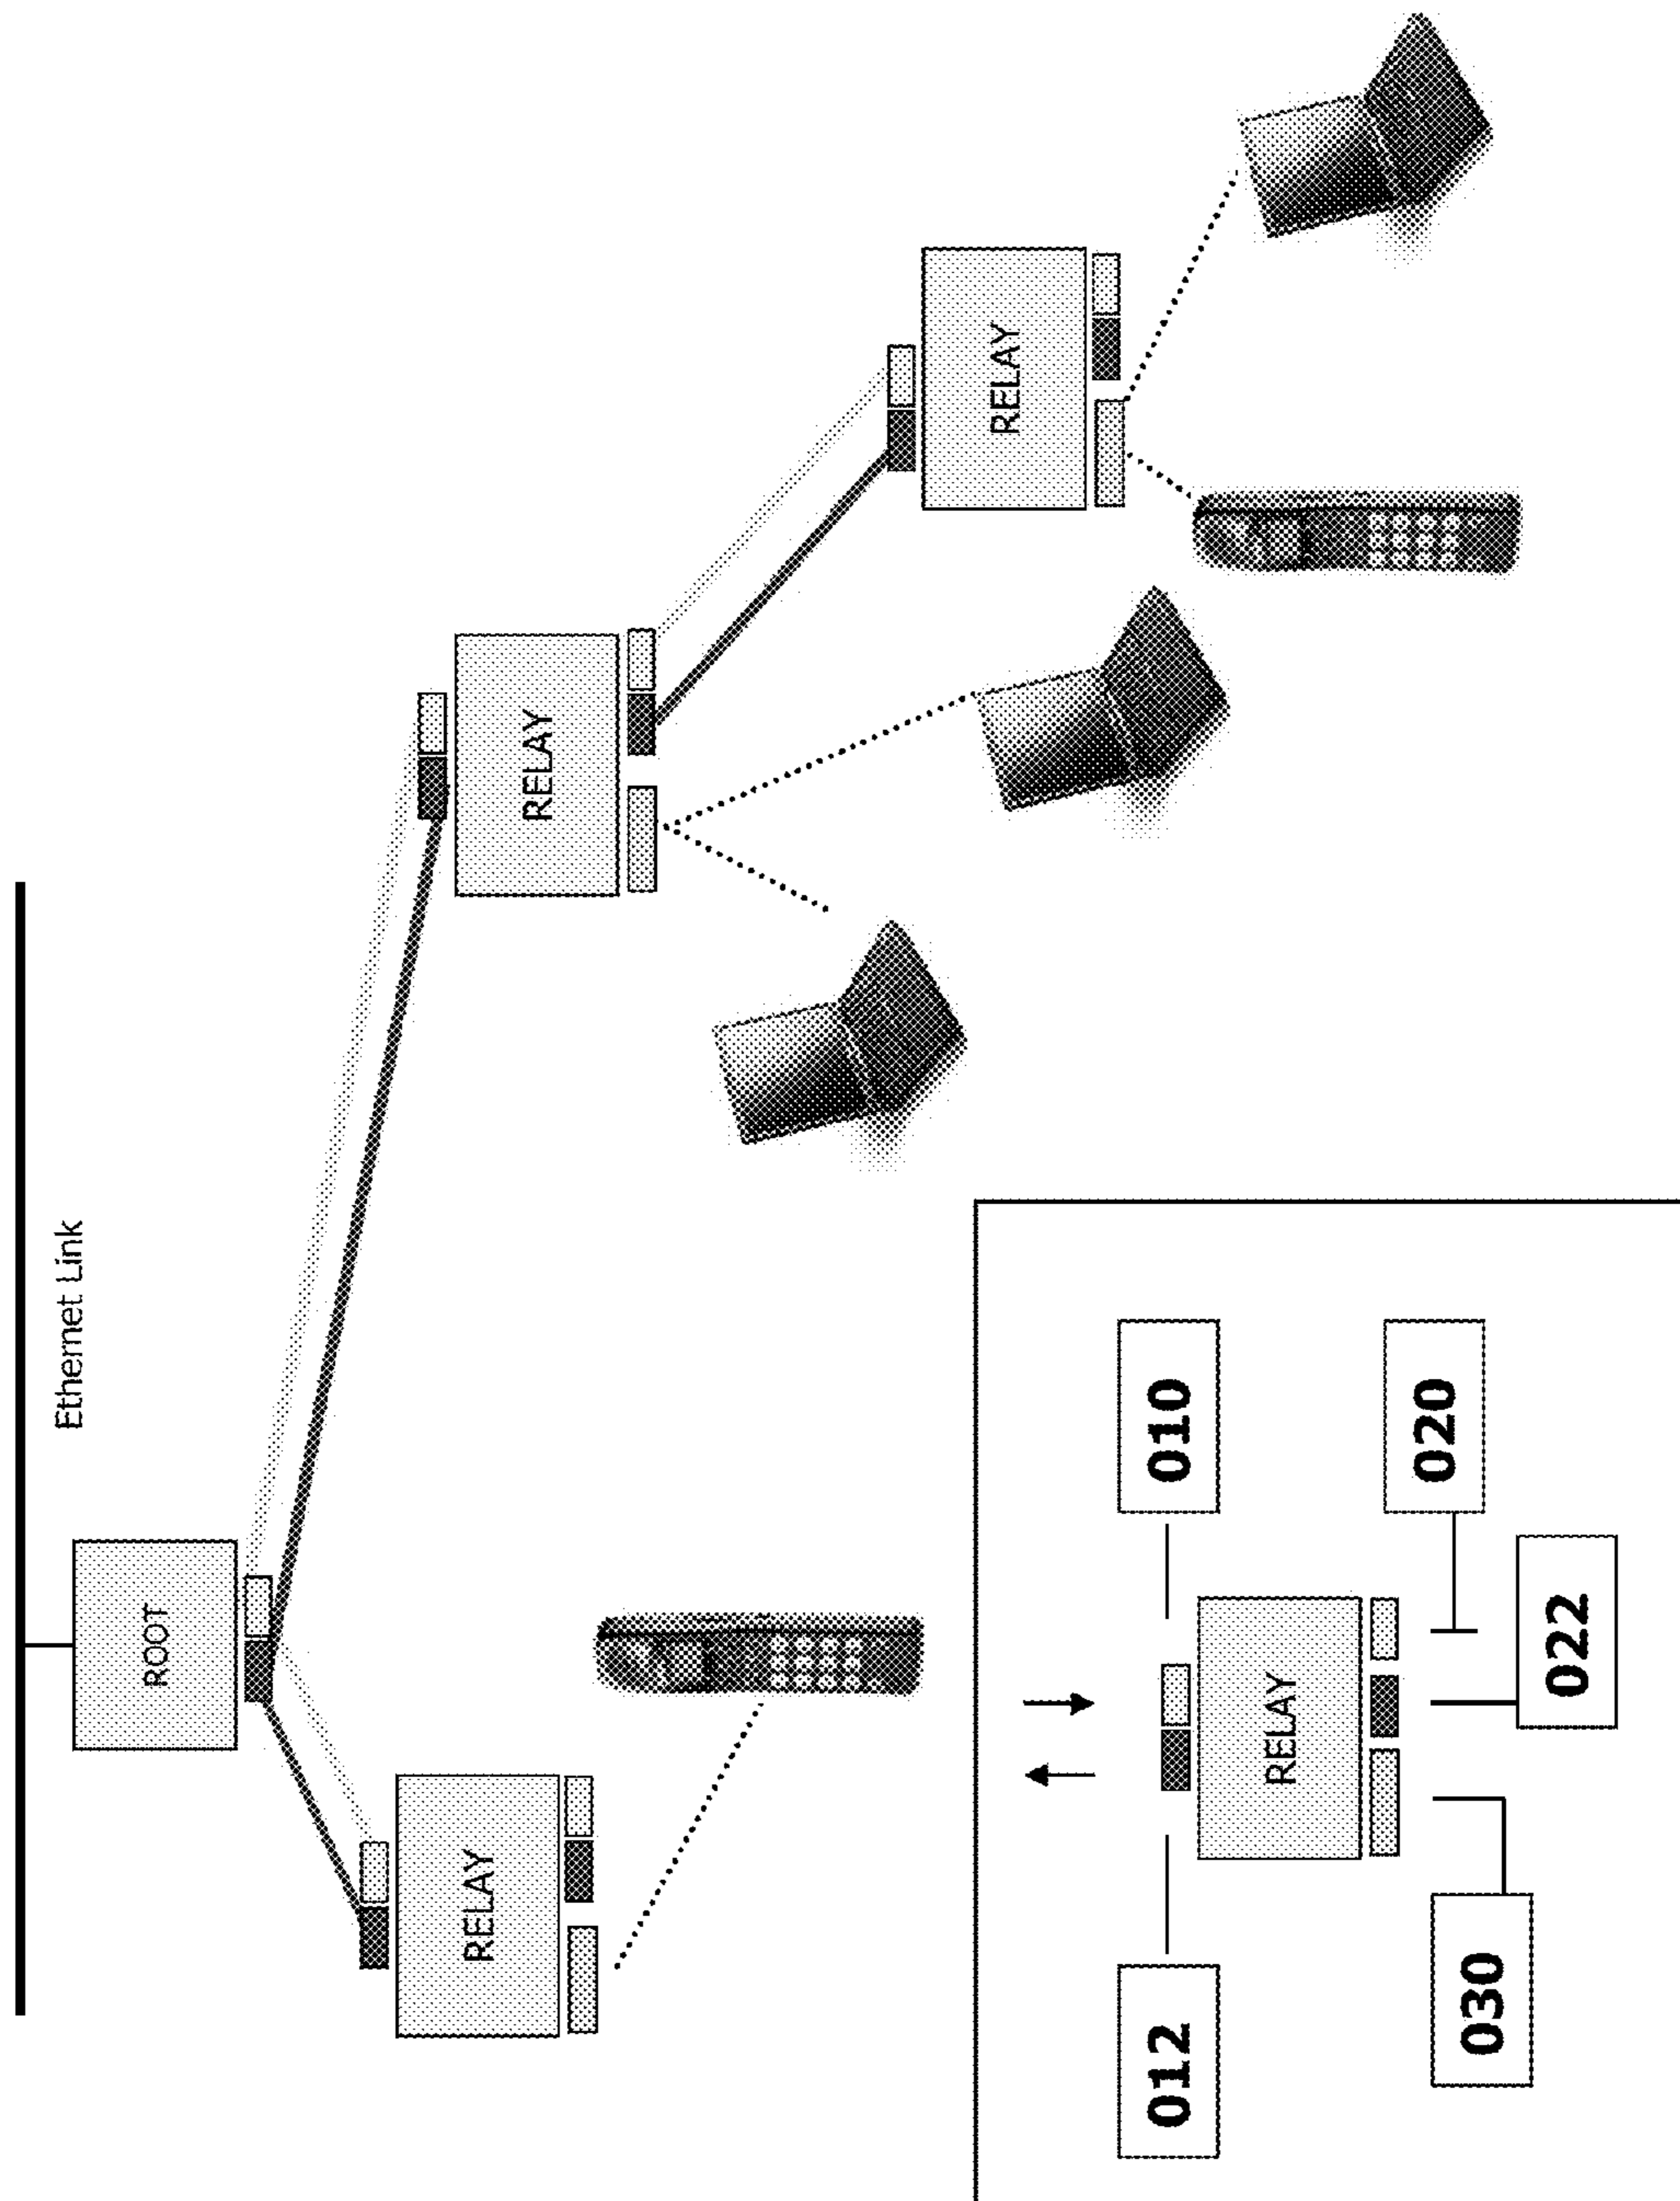 Ethernet Link
ROOT
RELAY
RELAY
RELAY
012
010
RELAY
030
022
020